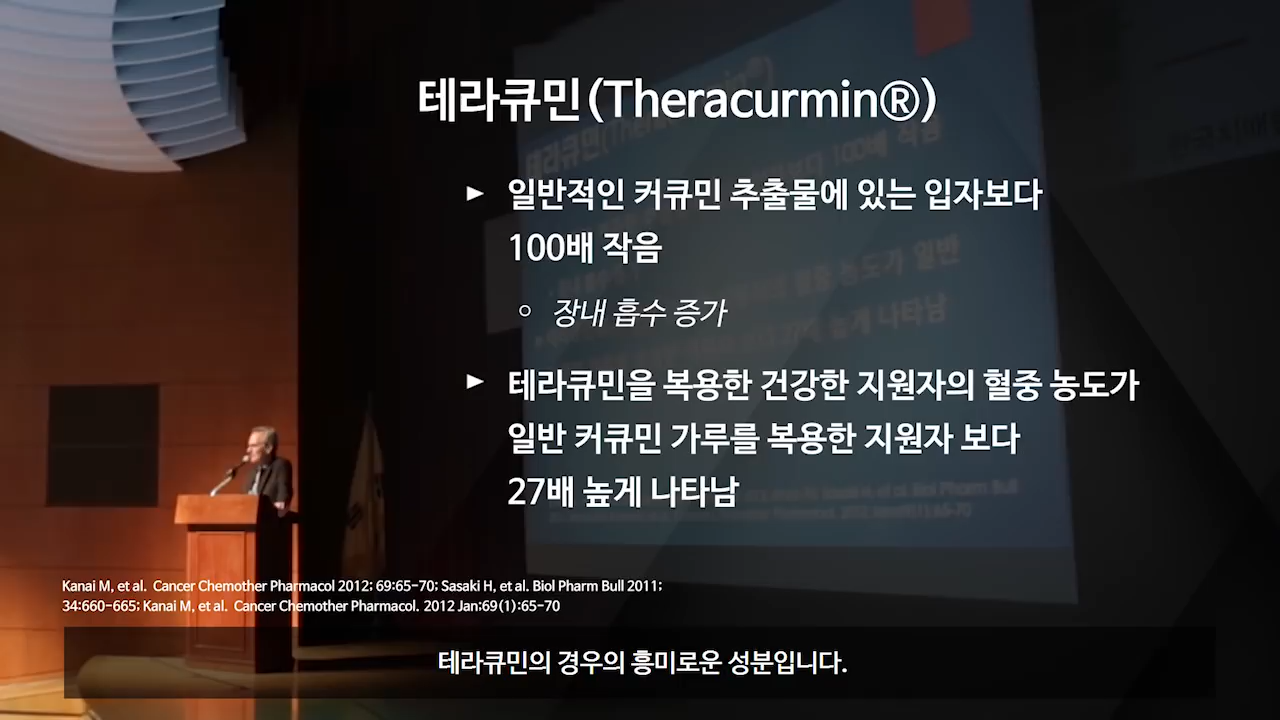 테라큐민(Theracurmin®)
► 일반적인 커큐민 추출물에 있는 입자보다
100배 작음
○ 장내 흡수 증가
► 테라큐민을 복용한 건강한 지원자의 혈중 농도가
일반 커큐민 가루를 복용한 지원자 보다
27배 높게 나타남
Kanai M, et al. Cancer Chemother Pharmacol 2012; 69:65-70; Sasaki H, et al. Biol Pharm Bull 2011;
34:660-665; Kanai M, et al. Cancer Chemother Pharmacol. 2012 Jan;69(1):65-70
테라큐민의 경우의 흥미로운 성분입니다.